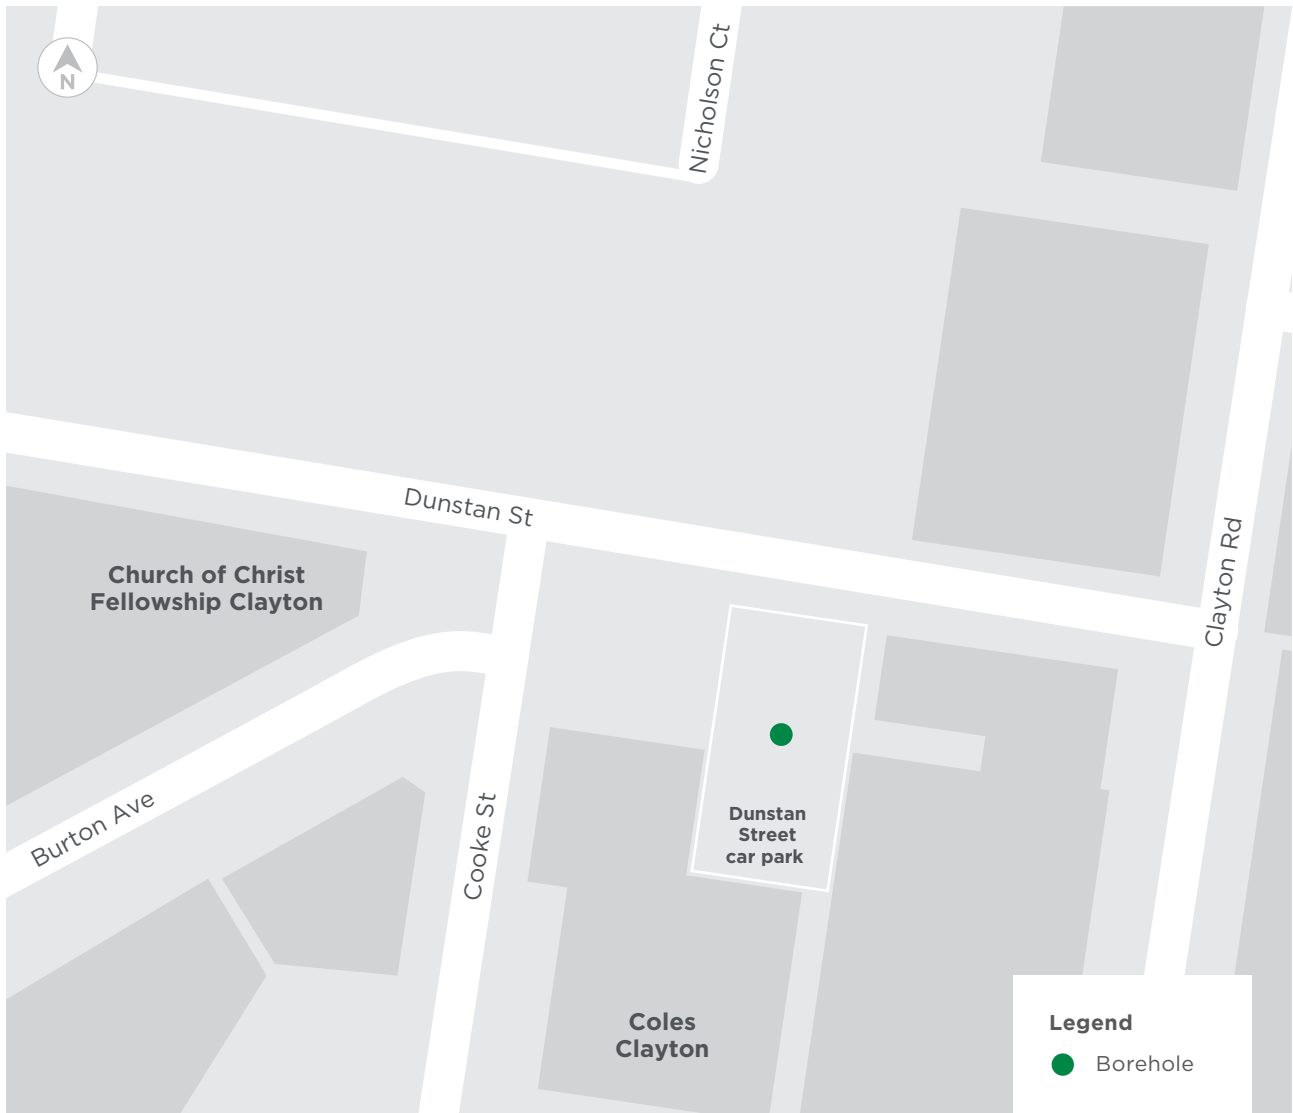 N
Nicholson Ct
Dunstan St
Clayton Rd
Church of Christ
Fellowship Clayton
Burton Ave
Cooke St
Dunstan
Street
car park
Coles
Clayton
Legend
Borehole